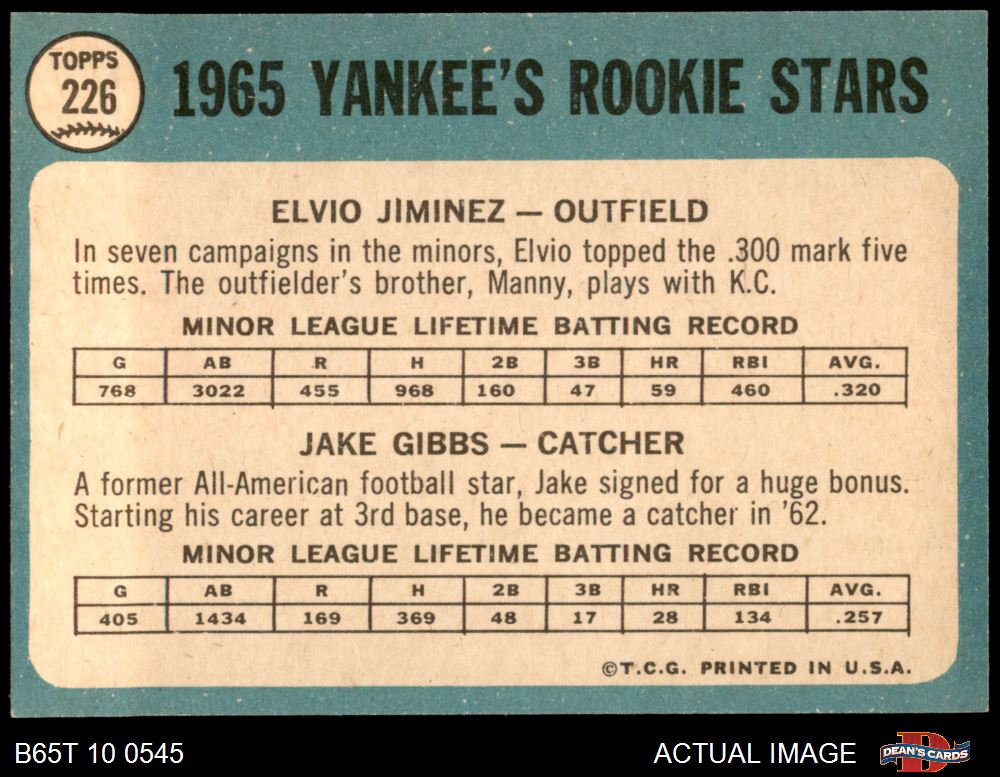 TOPPS
226
1965 YANKEE'S ROOKIE STARS
ELVIO JIMINEZ — OUTFIELD
In seven campaigns in the minors, Elvio topped the .300 mark five
times. The outfielder's brother, Manny, plays with K.C.
MINOR LEAGUE LIFETIME BATTING RECORD
G AB R H 2B 3B HR RBI AVG.
768 3022 455 968 160 47 59 460 .320
JAKE GIBBS — CATCHER
A former All-American football star, Jake signed for a huge bonus.
Starting his career at 3rd base, he became a catcher in '62.
MINOR LEAGUE LIFETIME BATTING RECORD
G AB R H 2B 3B HR RBI AVG.
405 1434 169 369 48 17 28 134 .257
©T.C.G. PRINTED IN U.S.A.
B65T 10 0545 ACTUAL IMAGE D DEAN'S CARDS